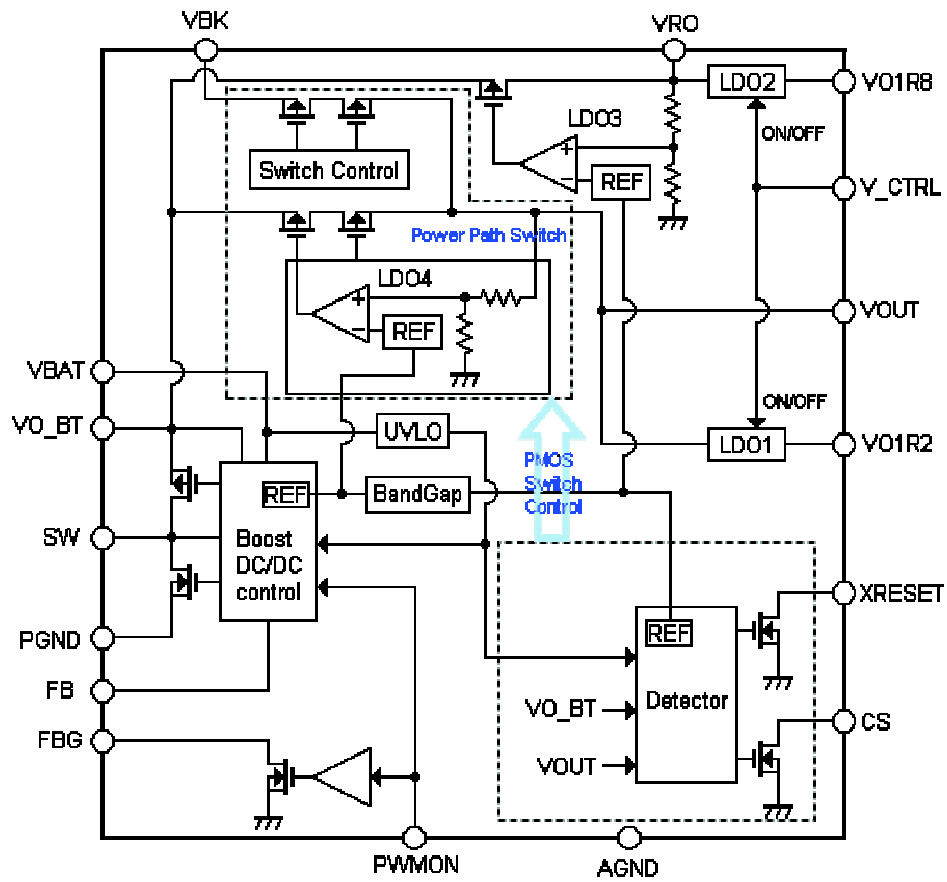 VBK
VRO
LDO2
VO1R8
LDO3
ON/OFF
Switch Control
REF
V_CTRL
Power Path Switch
LDO4
REF
VOUT
VBAT
ON/OFF
VO_BT
UVLO
LDO1
VO1R2
PMOS
Switch
Control
REF
BandGap
SW
Boost
DC/DC
control
XRESET
PGND
REF
FB
Detector
VO_BT
CS
FBG
VOUT
PWMON
AGND